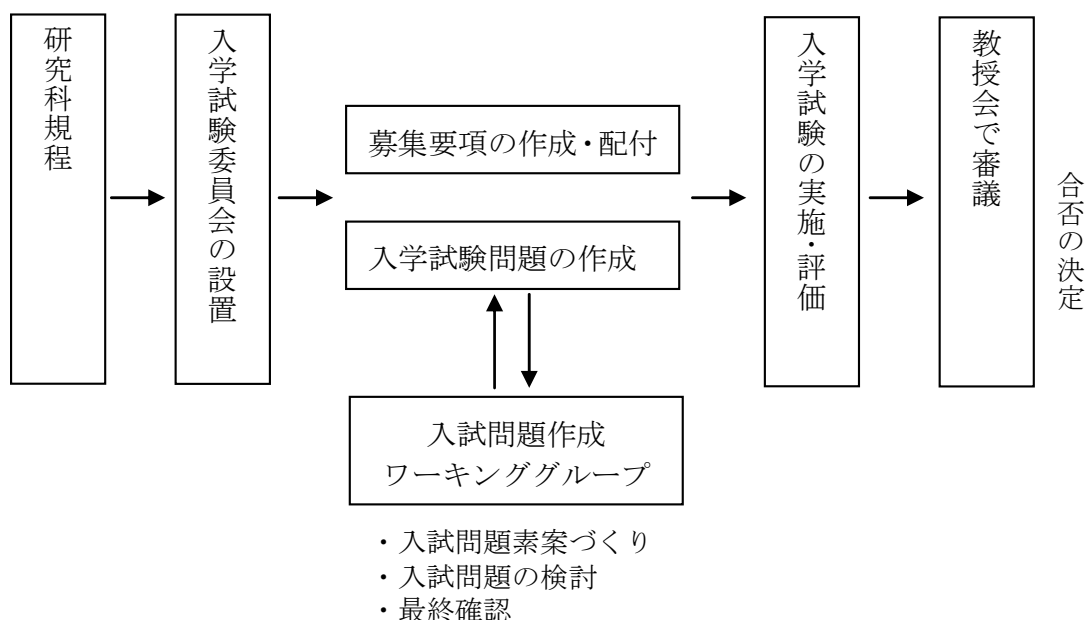 研究科規程
入学試験委員会の設置
募集要項の作成・配付
入学試験問題の作成
入試問題作成
ワーキンググループ
・入試問題素案づくり
・入試問題の検討
・最終確認
入学試験の実施・評価
教授会で審議
合否の決定